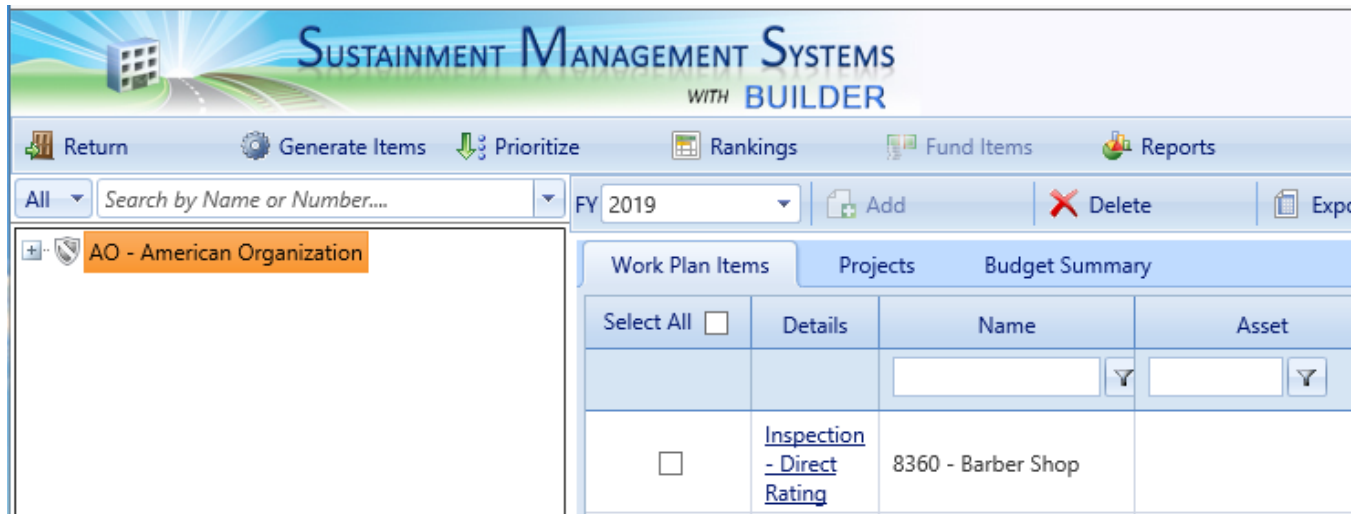 SUSTAINMENT MANAGEMENT SYSTEMS
WITH BUILDER
Return Generate Items Prioritize Rankings Fund Items Reports
All Search by Name or Number.... FY 2019 Add Delete Expo
AO - American Organization
Work Plan Items Projects Budget Summary
Select All Details Name Asset
Inspection
- Direct 8360 - Barber Shop
Rating